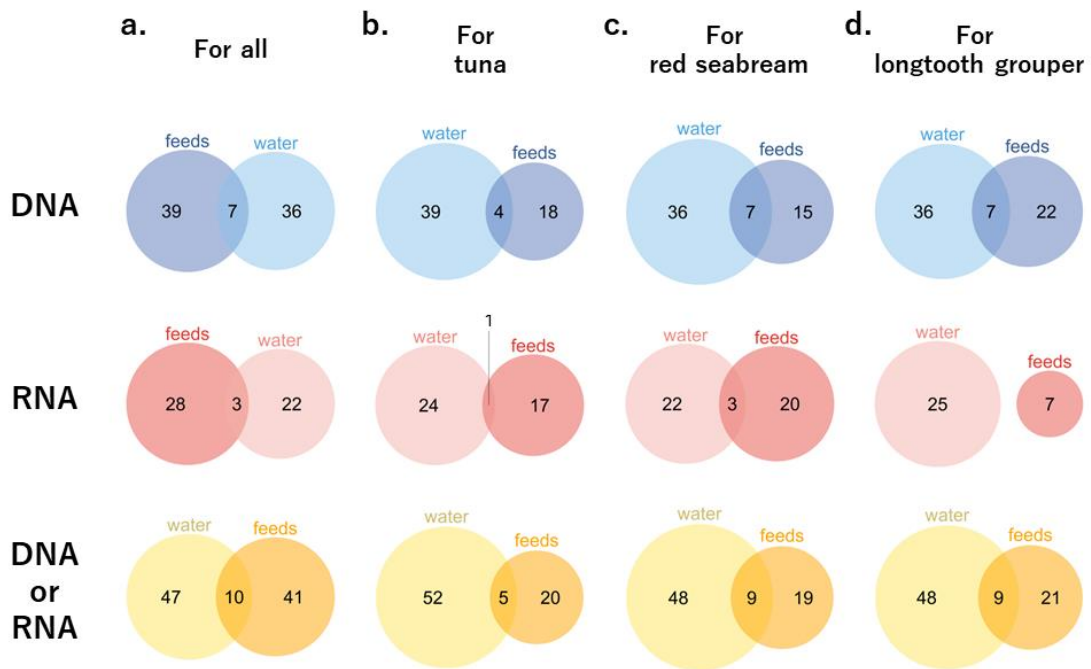 a.
For all
b.
For
tuna
c.
For
red seabream
d.
For
longtooth grouper
DNA
feeds
water
39
7
36
water
feeds
39
4
18
water
feeds
36
7
15
water
feeds
36
7
22
RNA
feeds
water
28
3
22
water
1
feeds
24
17
water
feeds
22
3
20
water
feeds
25
7
DNA
or
RNA
water
feeds
47
10
41
water
feeds
52
5
20
water
feeds
48
9
19
water
feeds
48
9
21